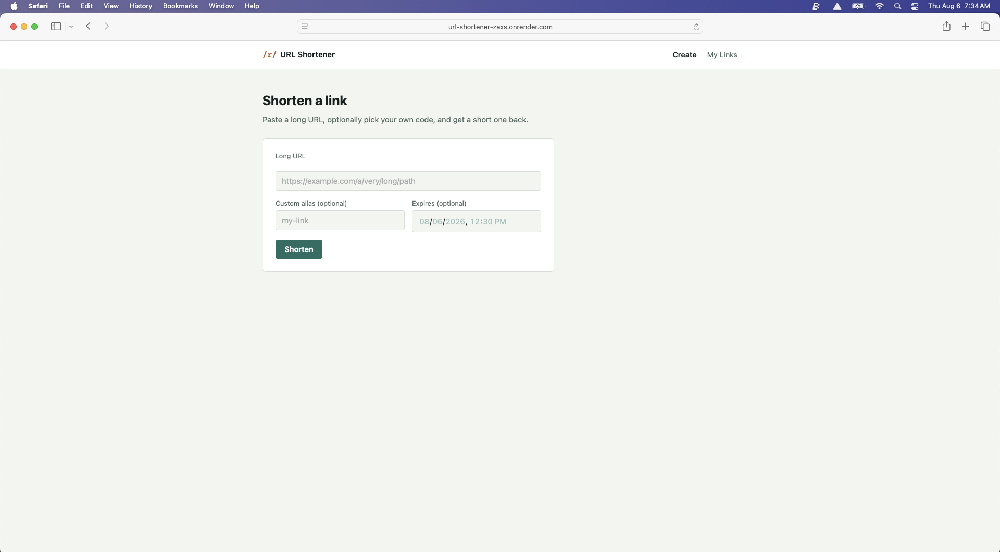 Safari File Edit View History Bookmarks Window Help Thu Aug 6 7:34 AM
url-shortener-zaxs.onrender.com
/r/ URL Shortener Create My Links
Shorten a link
Paste a long URL, optionally pick your own code, and get a short one back.
Long URL
https://example.com/a/very/long/path
Custom alias (optional) Expires (optional)
my-link 08/06/2026, 12:30 PM
Shorten